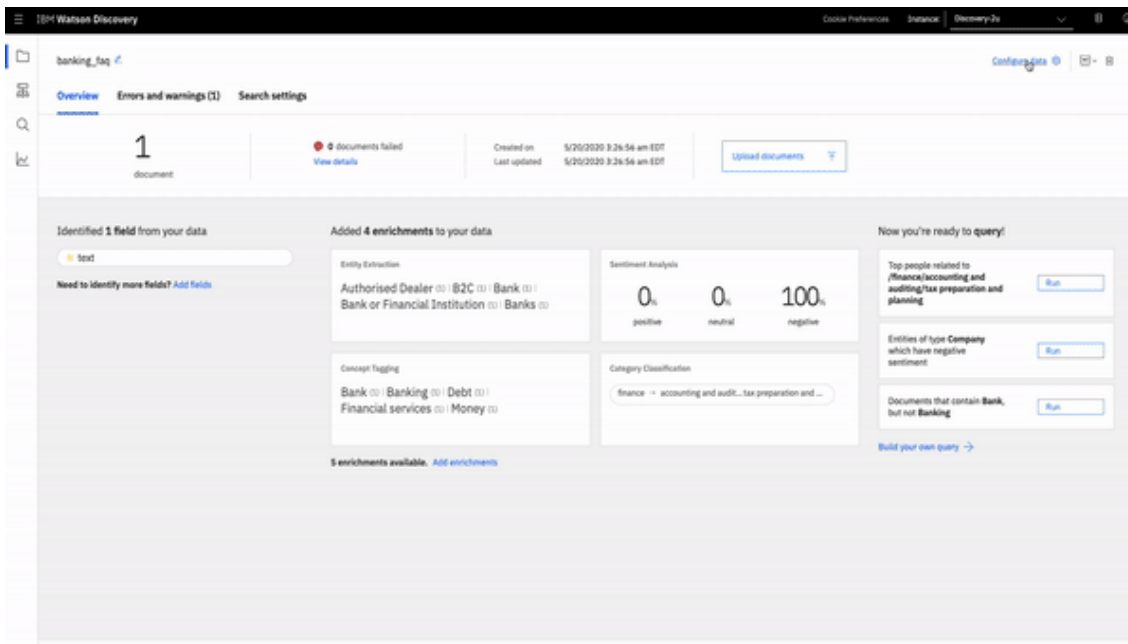 IBM Watson Discovery
Cookie Preferences Instance Discovery-2u
banking_faq
Configure data
Overview Errors and warnings (1) Search settings
1
document
0 documents failed
View details
Created on 5/20/2020 3:26:56 am EDT
Last updated 5/20/2020 3:26:56 am EDT
Upload documents
Identified 1 field from your data
text
Need to identify more fields? Add fields
Added 4 enrichments to your data
Entity Extraction
Authorised Dealer (1) | B2C (1) | Bank (1) |
Bank or Financial Institution (1) | Banks (1)
Sentiment Analysis
0% 0% 100%
positive neutral negative
Concept Tagging
Bank (1) | Banking (1) | Debt (1) |
Financial services (1) | Money (1)
Category Classification
finance → accounting and audit... tax preparation and ...
5 enrichments available. Add enrichments
Now you're ready to query!
Top people related to
/finance/accounting and
auditing/tax preparation and
planning
Run
Entities of type Company
which have negative
sentiment
Run
Documents that contain Bank,
but not Banking
Run
Build your own query →